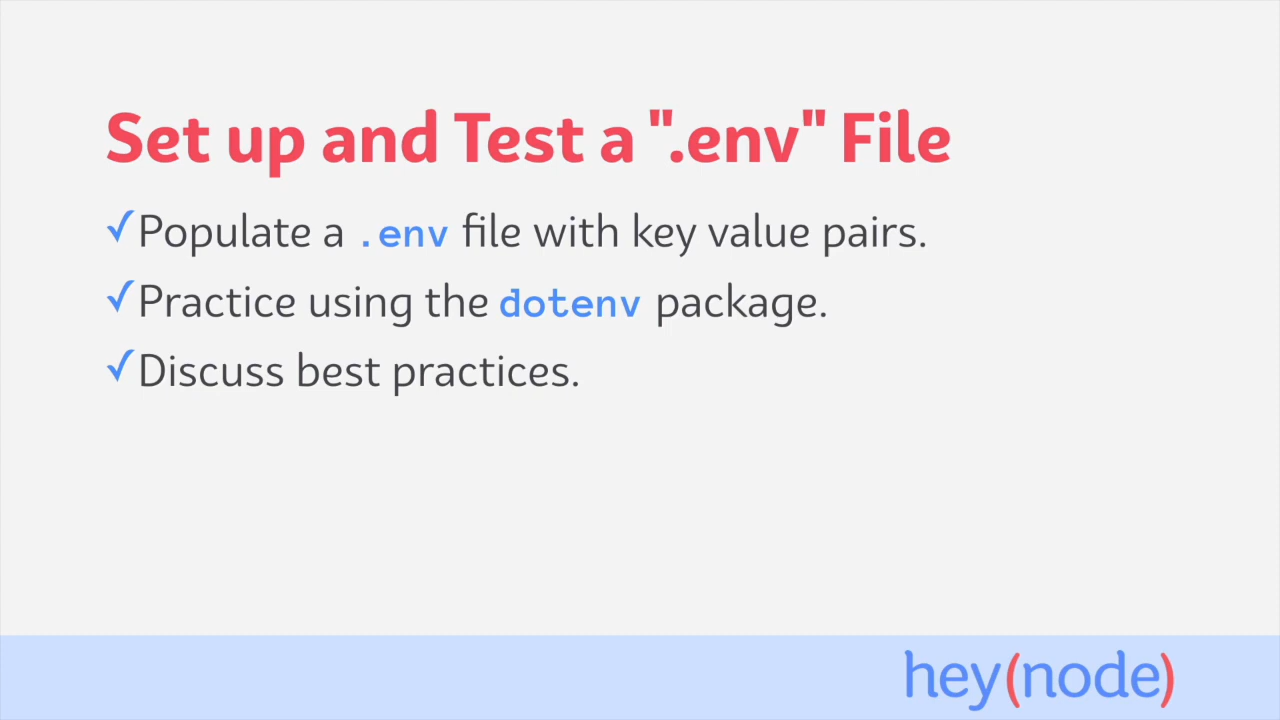 Set up and Test a ".env" File
✓Populate a .env file with key value pairs.
✓Practice using the dotenv package.
✓Discuss best practices.
hey(node)